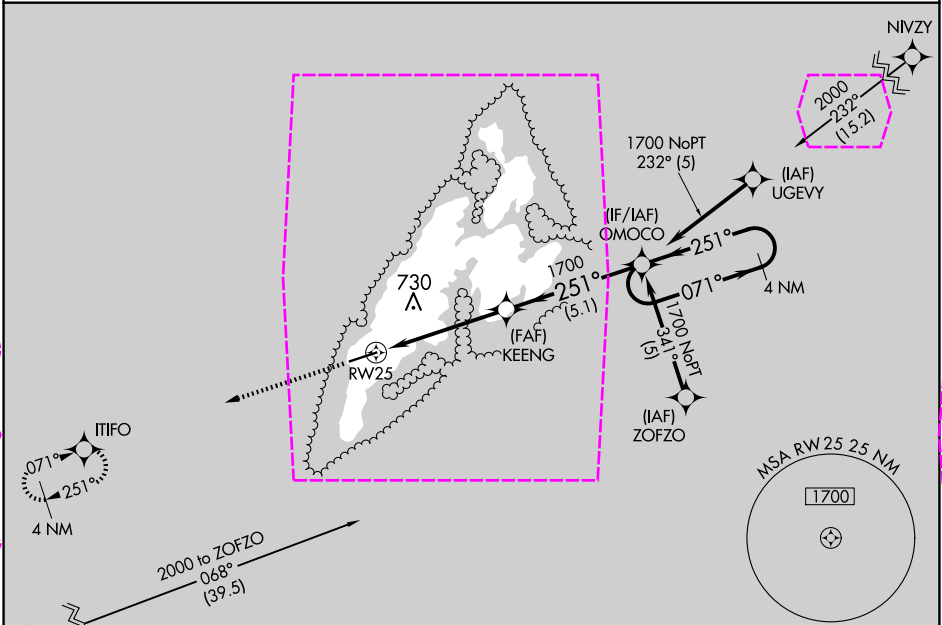 NIVZY
2000
232°
(15.2)
1700 NoPT
232° (5)
(IAF)
UGEVY
(IF/IAF)
OMOCO
251°
071°
4 NM
1700
251°
(5.1)
730
(FAF)
KEENG
RW25
1700 NoPT
341°
(5)
(IAF)
ZOFZO
ITIFO
071°
251°
4 NM
2000 to ZOFZO
068°
(39.5)
MSA RW 25 25 NM
1700